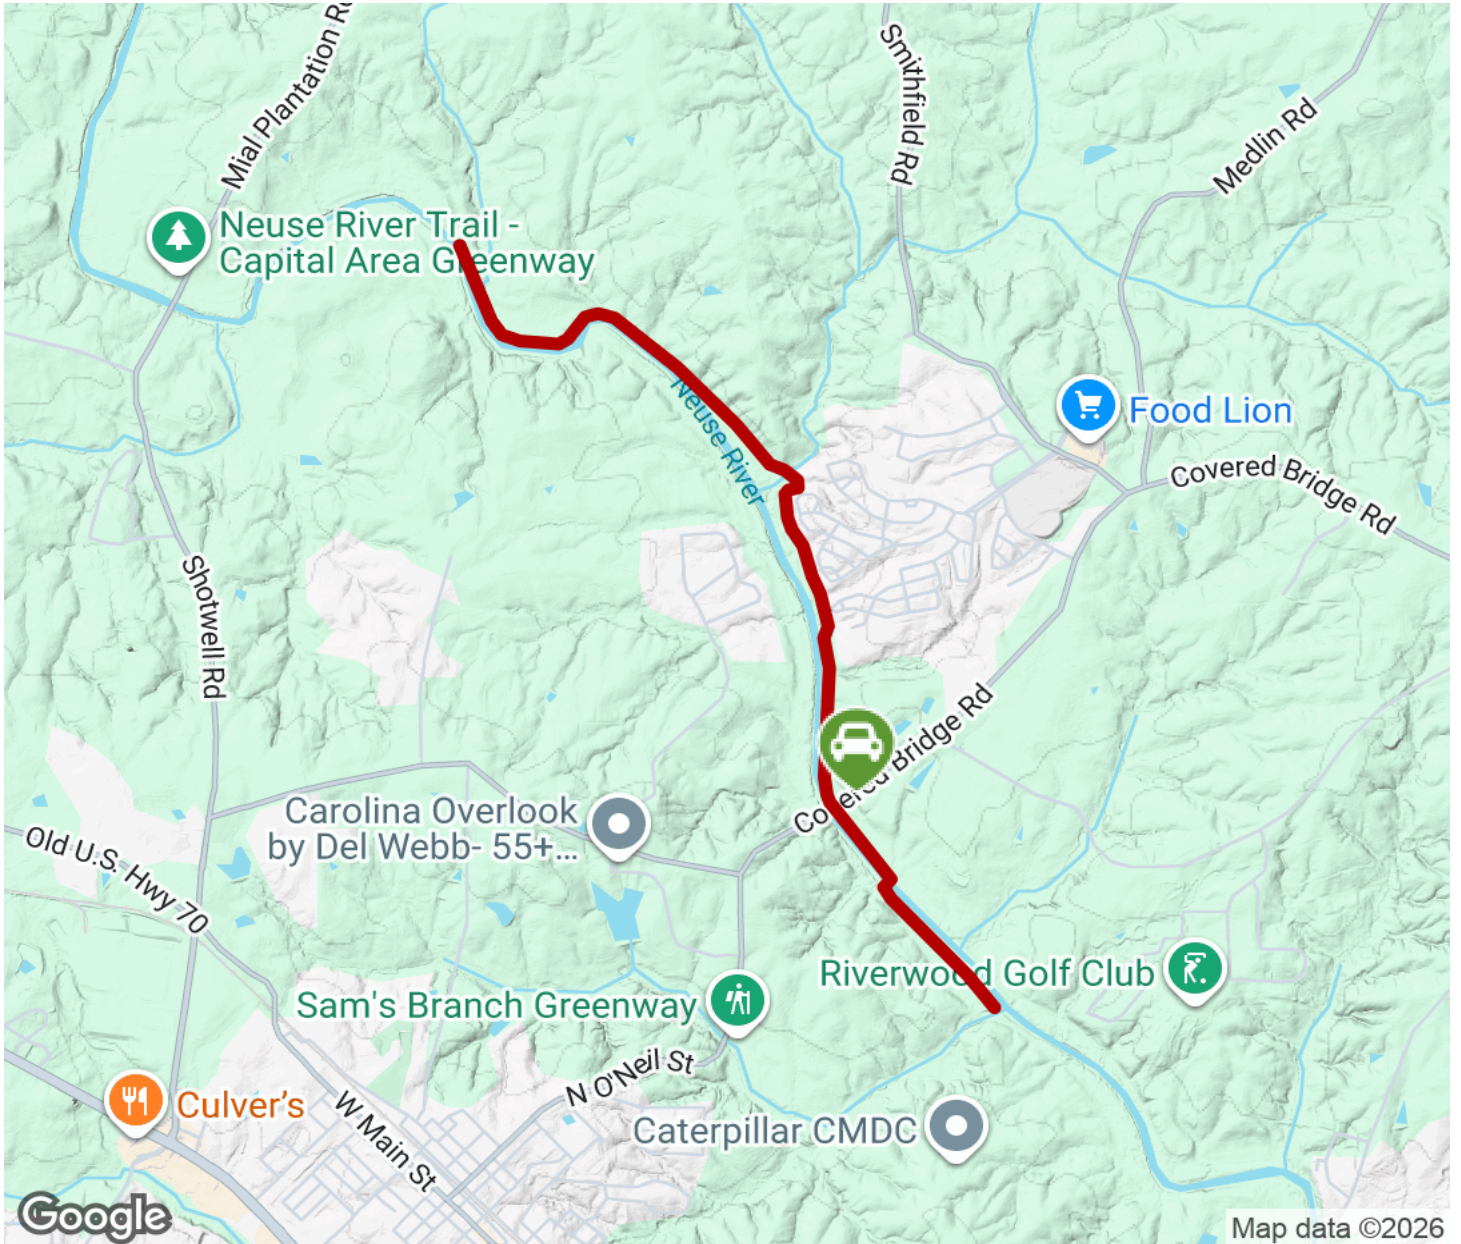 Mial Plantation Rd
Smithfield Rd
Medlin Rd
Neuse River Trail -
Capital Area Greenway
Food Lion
Covered Bridge Rd
Neuse River
Shotwell Rd
Covered Bridge Rd
Carolina Overlook
by Del Webb- 55+...
Old U.S. Hwy 70
Riverwood Golf Club
Sam's Branch Greenway
N O'Neil St
Culver's
W Main St
Caterpillar CMDC
Google
Map data ©2026